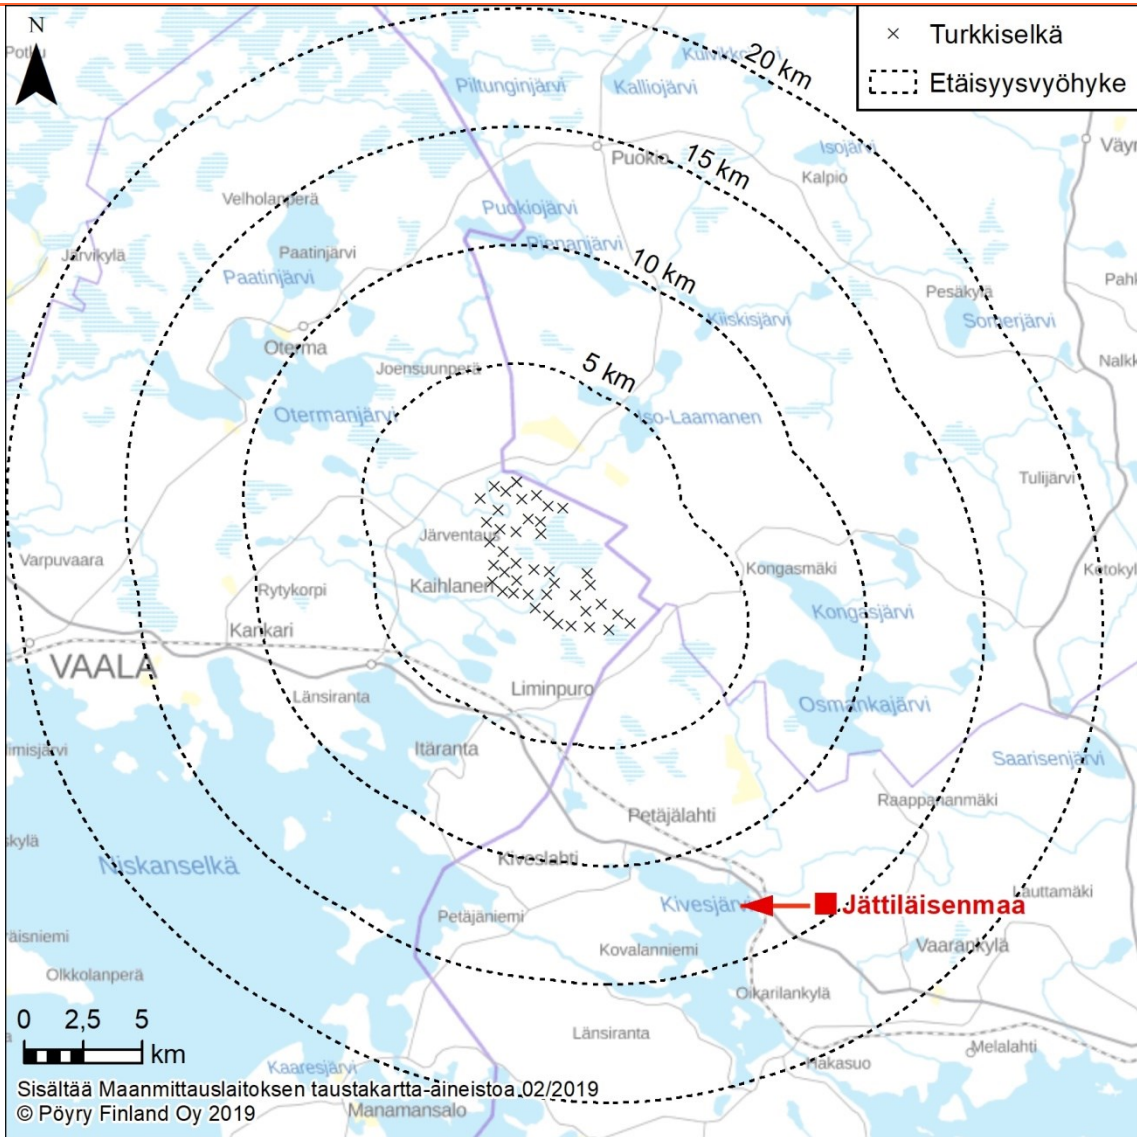 N
Turkkiselkä
Etäisyysvyöhyke
20 km
15 km
10 km
5 km
Piltunginjärvi
Kalliojärvi
Väyr
Puokio
Isojärvi
Kalpio
Velholanperä
Puokiojärvi
Järvikylä
Paatinjärvi
Pienanjärvi
Paatinjärvi
Pesäkylä
Pahk
Kiiskisjärvi
Somerjärvi
Oterma
Joensuunperä
Nalkk
Otermanjärvi
Iso-Laamanen
Tulijärvi
Järventaus
Varpuvaara
Kongasmäki
Kaihlanen
Rytykorpi
Kongasjärvi
Kankari
VAALA
Länsiranta
Liminpuro
Osmankajärvi
Itäranta
limisjärvi
Saarisenjärvi
Raappananmäki
Petäjälahti
skylä
Niskanselkä
Kiveslahti
Lauttamäki
Kivesjärvi
Jättiläisenmaa
Petäjäniemi
äisniemi
Vaarankylä
Kovalanniemi
Olkkolanperä
Oikarilankylä
0 2,5 5
km
Länsiranta
Melalahti
Kaaresjärvi
Hakasuo
Sisältää Maanmittauslaitoksen taustakartta-aineistoa 02/2019
© Pöyry Finland Oy 2019
Manamansalo